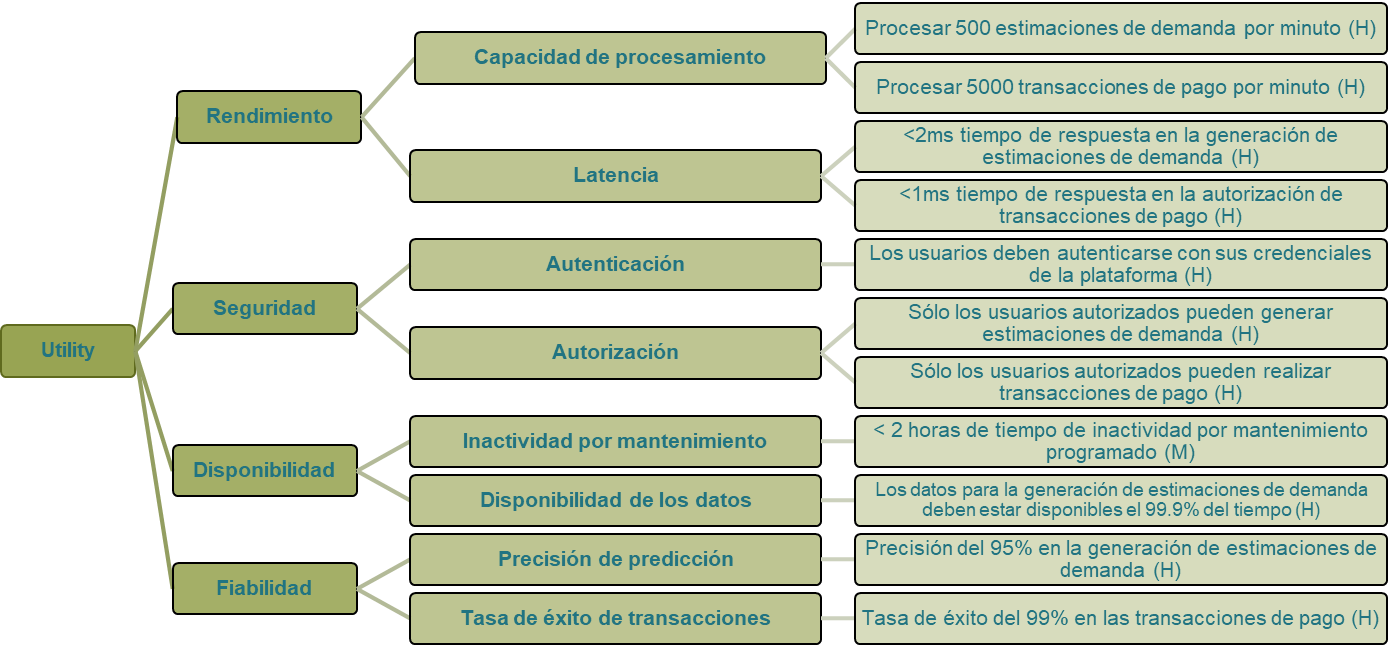 Utility
Rendimiento
Capacidad de procesamiento
Procesar 500 estimaciones de demanda por minuto (H)
Procesar 5000 transacciones de pago por minuto (H)
Latencia
<2ms tiempo de respuesta en la generación de
estimaciones de demanda (H)
<1ms tiempo de respuesta en la autorización de
transacciones de pago (H)
Seguridad
Autenticación
Los usuarios deben autenticarse con sus credenciales
de la plataforma (H)
Autorización
Sólo los usuarios autorizados pueden generar
estimaciones de demanda (H)
Sólo los usuarios autorizados pueden realizar
transacciones de pago (H)
Disponibilidad
Inactividad por mantenimiento
< 2 horas de tiempo de inactividad por mantenimiento
programado (M)
Disponibilidad de los datos
Los datos para la generación de estimaciones de demanda
deben estar disponibles el 99.9% del tiempo (H)
Fiabilidad
Precisión de predicción
Precisión del 95% en la generación de estimaciones de
demanda (H)
Tasa de éxito de transacciones
Tasa de éxito del 99% en las transacciones de pago (H)